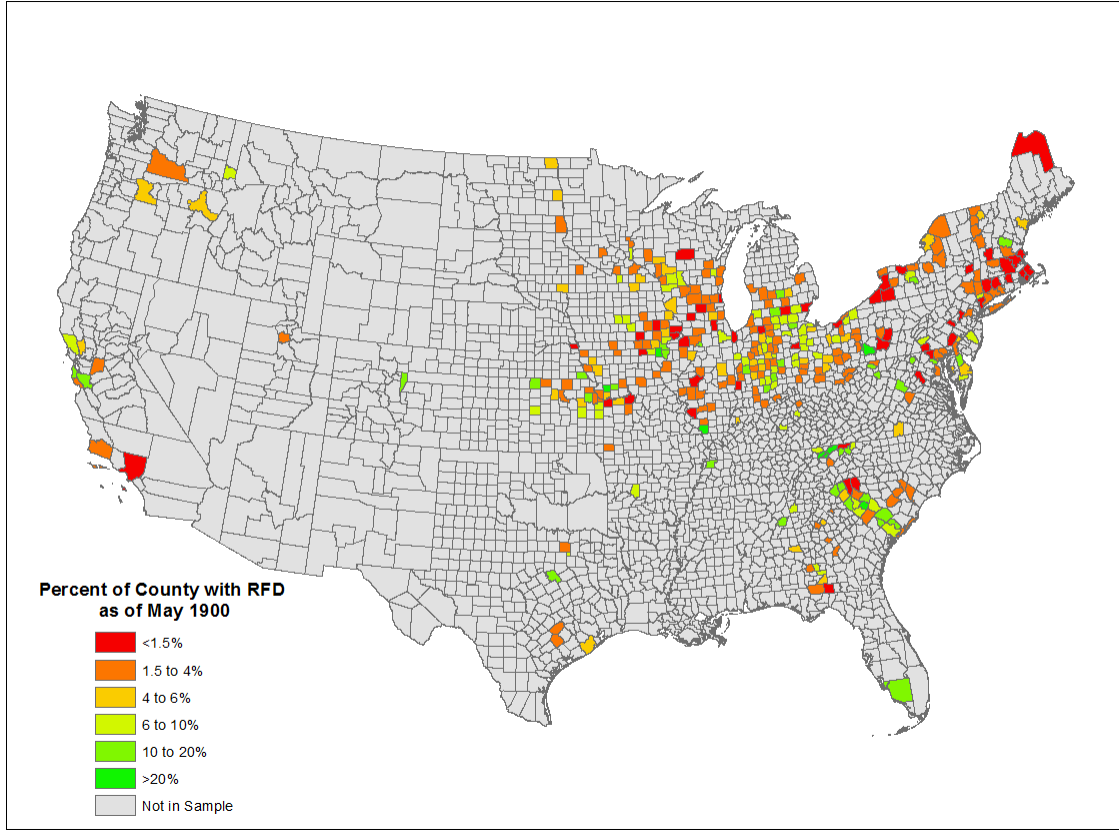 Percent of County with RFD
as of May 1900
<1.5%
1.5 to 4%
4 to 6%
6 to 10%
10 to 20%
>20%
Not in Sample